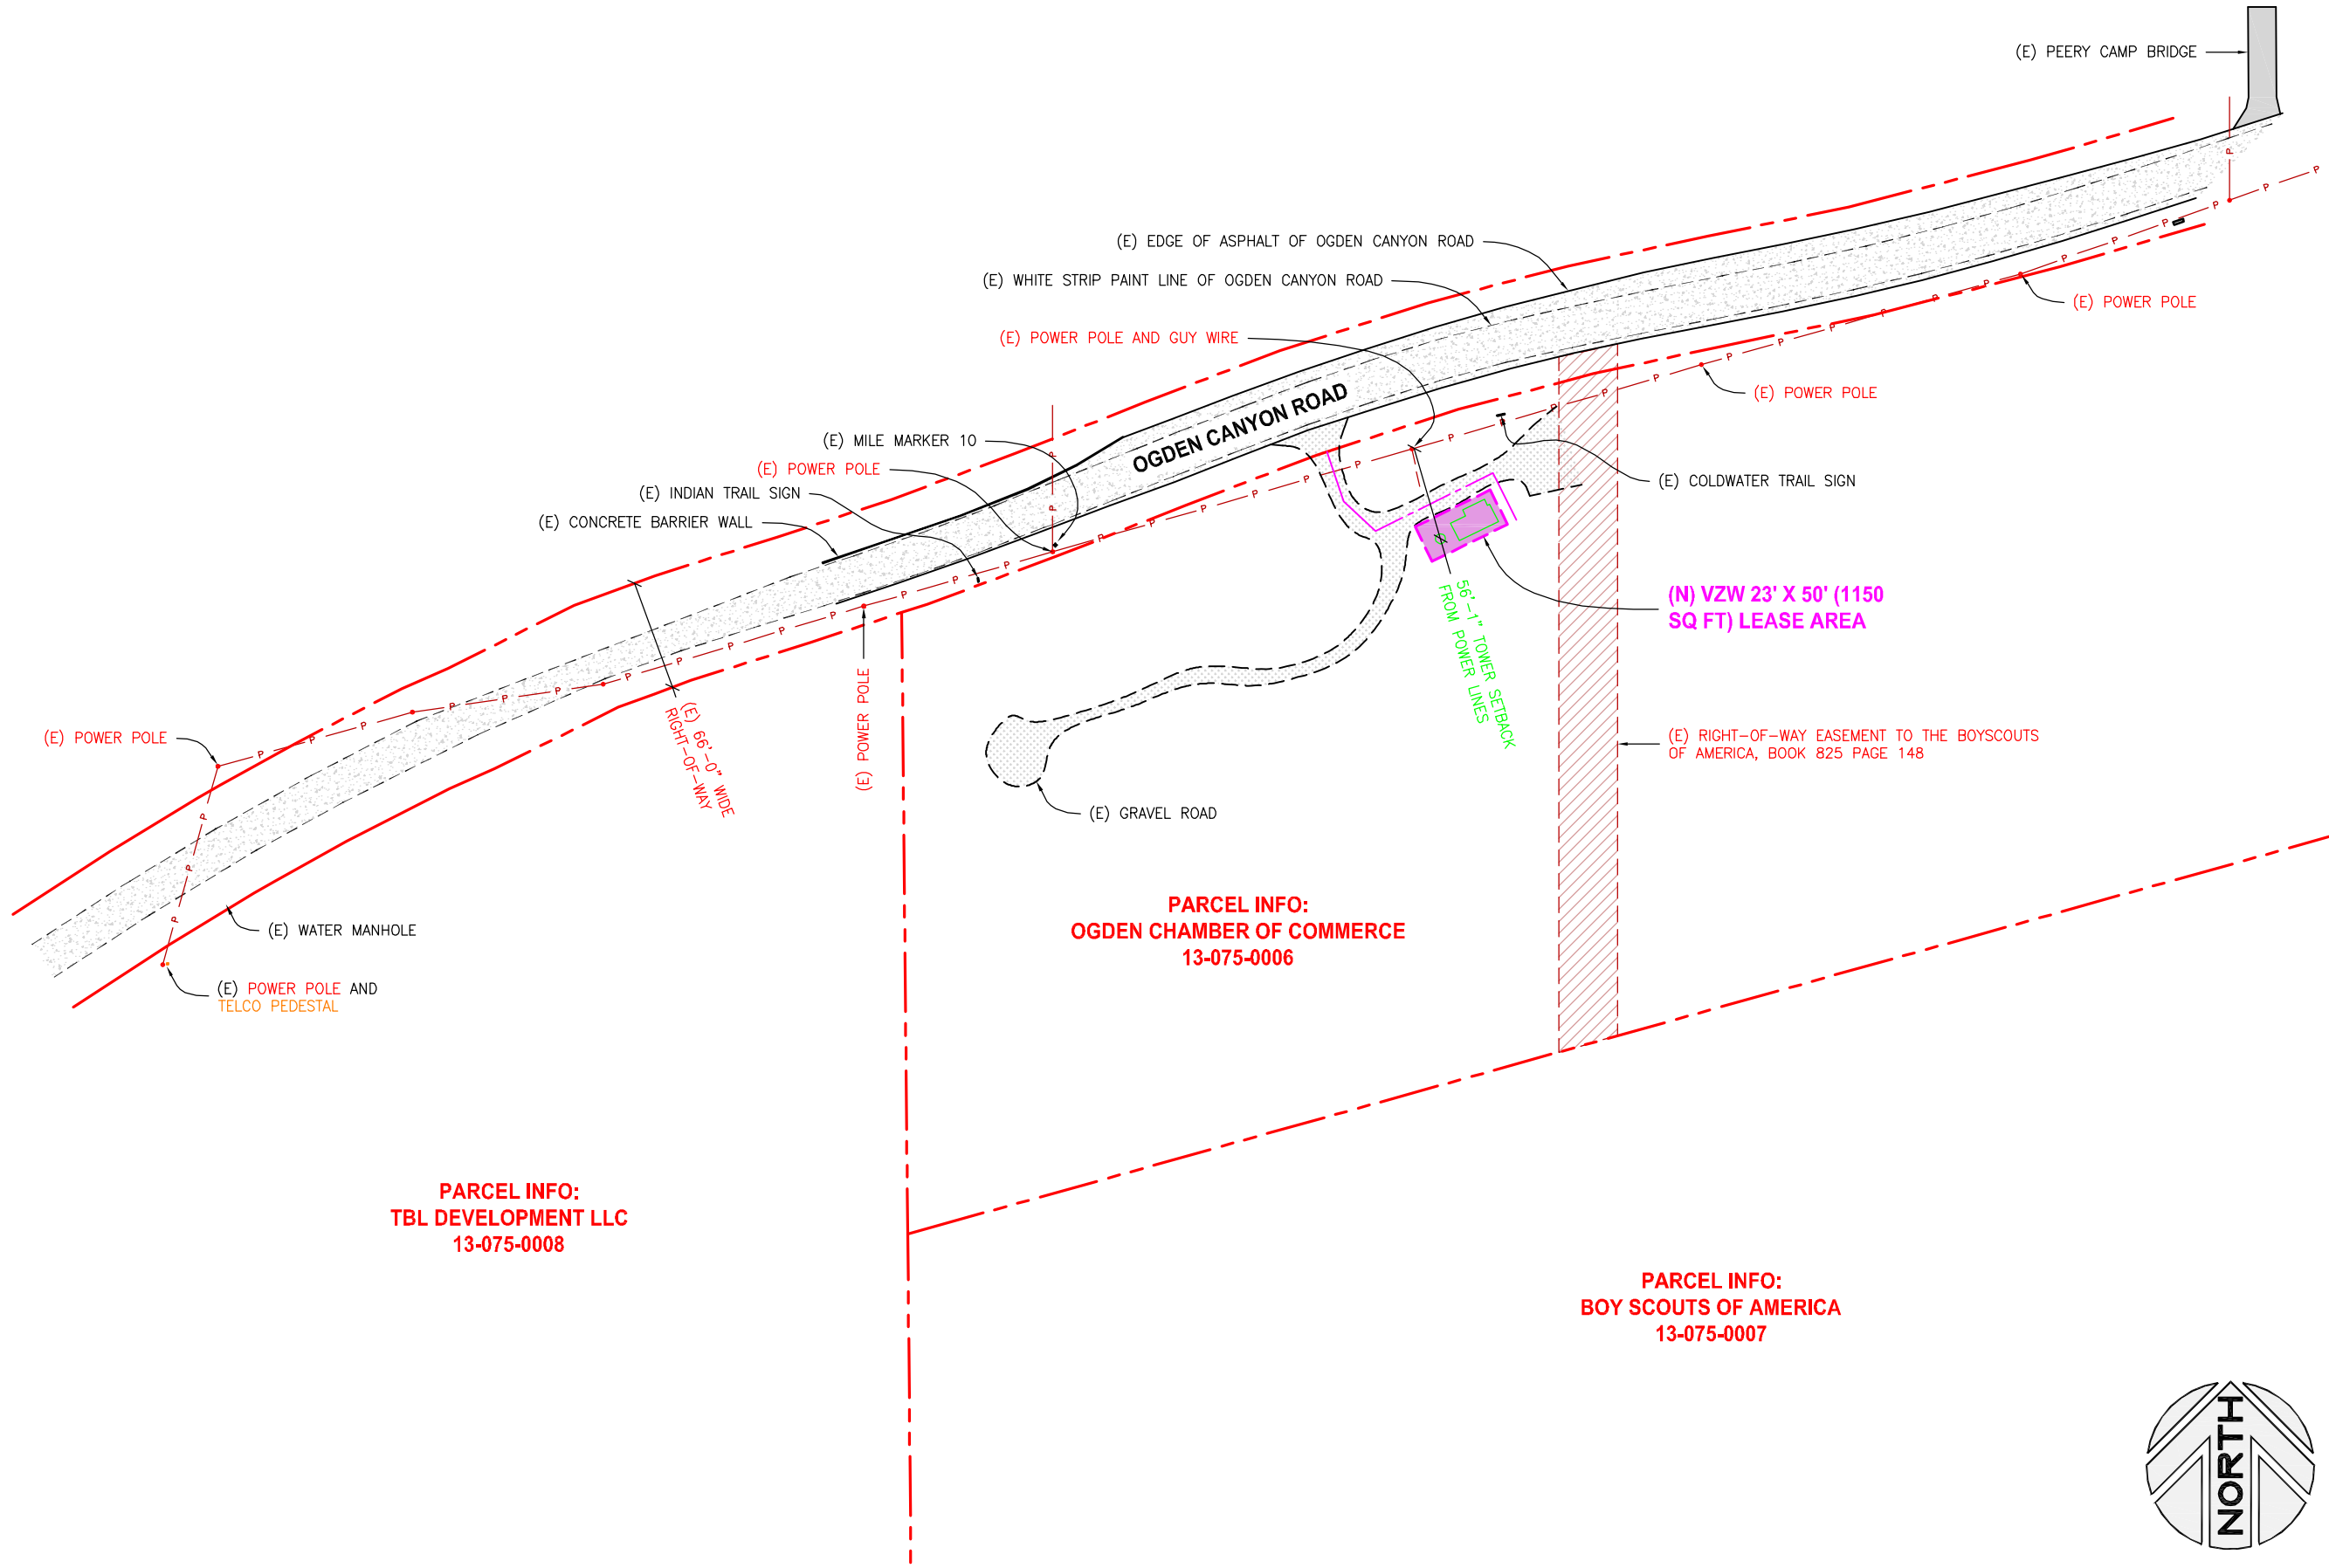 (E) PEERY CAMP BRIDGE
(E) EDGE OF ASPHALT OF OGDEN CANYON ROAD
(E) WHITE STRIP PAINT LINE OF OGDEN CANYON ROAD
(E) POWER POLE
(E) POWER POLE AND GUY WIRE
(E) POWER POLE
OGDEN CANYON ROAD
(E) MILE MARKER 10
(E) POWER POLE
(E) COLDWATER TRAIL SIGN
(E) INDIAN TRAIL SIGN
(E) CONCRETE BARRIER WALL
(N) VZW 23' X 50' (1150
SQ FT) LEASE AREA
56'-1" TOWER SETBACK
FROM POWER LINES
(E) POWER POLE
(E) 66'-0" WIDE
RIGHT-OF-WAY
(E) POWER POLE
(E) RIGHT-OF-WAY EASEMENT TO THE BOYSCOUTS
OF AMERICA, BOOK 825 PAGE 148
(E) GRAVEL ROAD
PARCEL INFO:
OGDEN CHAMBER OF COMMERCE
13-075-0006
(E) WATER MANHOLE
(E) POWER POLE AND
TELCO PEDESTAL
PARCEL INFO:
TBL DEVELOPMENT LLC
13-075-0008
PARCEL INFO:
BOY SCOUTS OF AMERICA
13-075-0007
NORTH